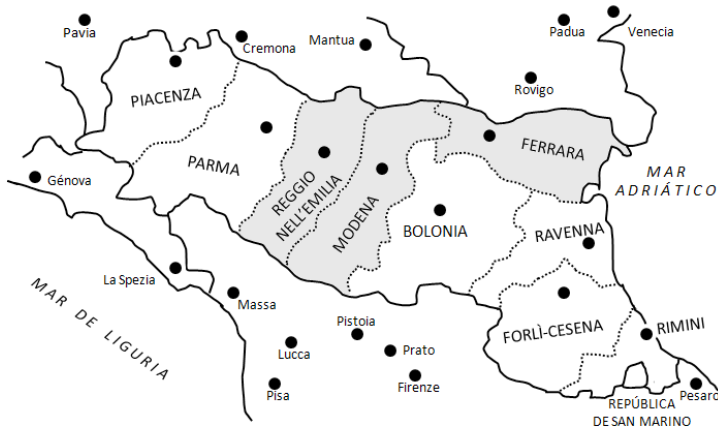 Pavia
Cremona
Mantua
Padua
Venecia
Rovigo
PIACENZA
PARMA
REGGIO
NELL'EMILIA
MODENA
FERRARA
BOLONIA
RAVENNA
FORLÌ-CESENA
RIMINI
MAR
ADRIÁTICO
Génova
La Spezia
MAR DE LIGURIA
Massa
Pistoia
Lucca
Prato
Pisa
Firenze
Pesaro
REPÚBLICA
DE SAN MARINO